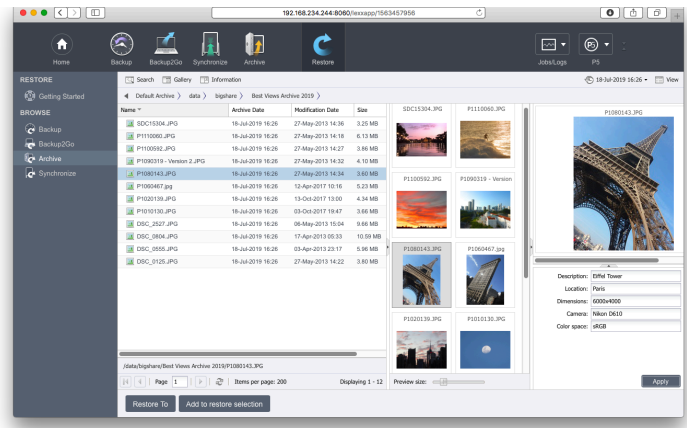 192.168.234.244:8060/lexxapp/1563457956
Home
Backup
Backup2Go
Synchronize
Archive
Restore
Jobs/Logs
P5
RESTORE
Getting Started
BROWSE
Backup
Backup2Go
Archive
Synchronize
Search Gallery Information
18-Jul-2019 16:26 View
Default Archive data bigshare Best Views Archive 2019
Name Archive Date Modification Date Size
SDC15304.JPG 18-Jul-2019 16:26 27-May-2013 14:36 3.25 MB
P1110060.JPG 18-Jul-2019 16:26 27-May-2013 14:18 6.13 MB
P1100592.JPG 18-Jul-2019 16:26 27-May-2013 14:27 3.86 MB
P1090319 - Version 2.JPG 18-Jul-2019 16:26 27-May-2013 14:32 4.10 MB
P1080143.JPG 18-Jul-2019 16:26 27-May-2013 14:34 3.60 MB
P1060467.jpg 18-Jul-2019 16:26 12-Apr-2017 10:16 5.23 MB
P1020139.JPG 18-Jul-2019 16:26 13-Oct-2017 13:00 4.34 MB
P1010130.JPG 18-Jul-2019 16:26 03-Oct-2017 19:47 3.66 MB
DSC_2527.JPG 18-Jul-2019 16:26 06-May-2013 15:04 9.66 MB
DSC_0804.JPG 18-Jul-2019 16:26 17-Apr-2013 05:33 10.59 MB
DSC_0555.JPG 18-Jul-2019 16:26 03-Apr-2013 23:17 5.96 MB
DSC_0125.JPG 18-Jul-2019 16:26 27-May-2013 14:22 3.80 MB
SDC15304.JPG P1110060.JPG
P1100592.JPG P1090319 - Version
P1080143.JPG P1060467.jpg
P1020139.JPG P1010130.JPG
P1080143.JPG
Description: Eiffel Tower
Location: Paris
Dimensions: 6000x4000
Camera: Nikon D610
Color space: sRGB
/data/bigshare/Best Views Archive 2019/P1080143.JPG
Page 1 Items per page: 200 Displaying 1 - 12
Preview size:
Apply
Restore To Add to restore selection